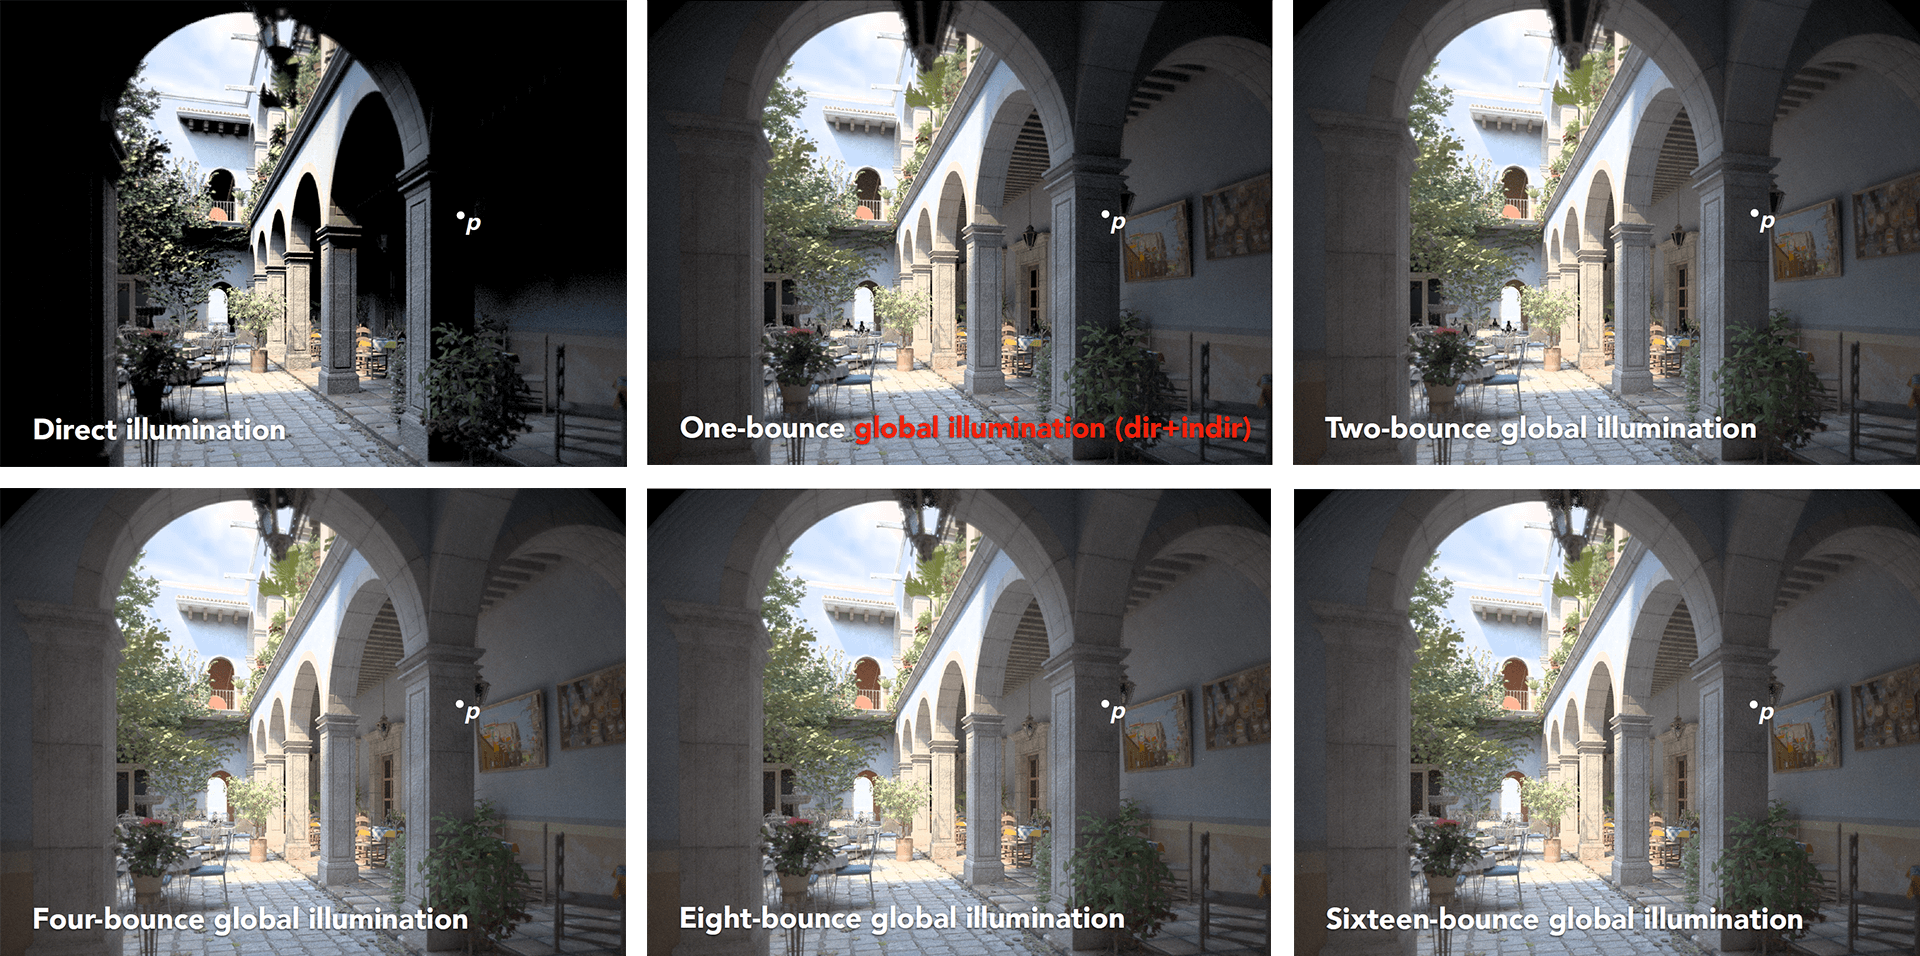 p
Direct illumination
p
One-bounce global illumination (dir+indir)
p
Two-bounce global illumination
p
Four-bounce global illumination
p
Eight-bounce global illumination
p
Sixteen-bounce global illumination